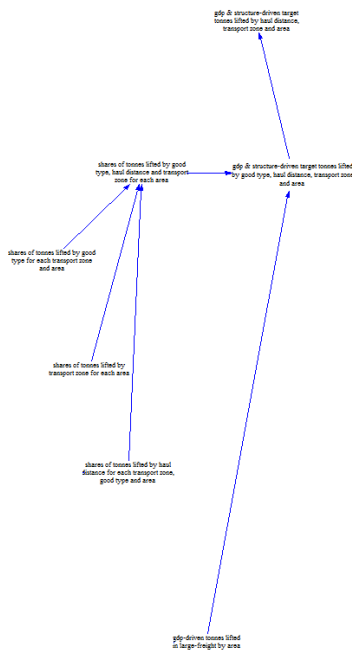 gdp & structure-driven target
tonnes lifted by haul distance,
transport zone and area
shares of tonnes lifted by good
type, haul distance and transport
zone for each area
gdp & structure-driven target tonnes lifted
by good type, haul distance, transport zone
and area
shares of tonnes lifted by good
type for each transport zone
and area
shares of tonnes lifted by
transport zone for each area
shares of tonnes lifted by haul
distance for each transport zone,
good type and area
gdp-driven tonnes lifted
in large-freight by area